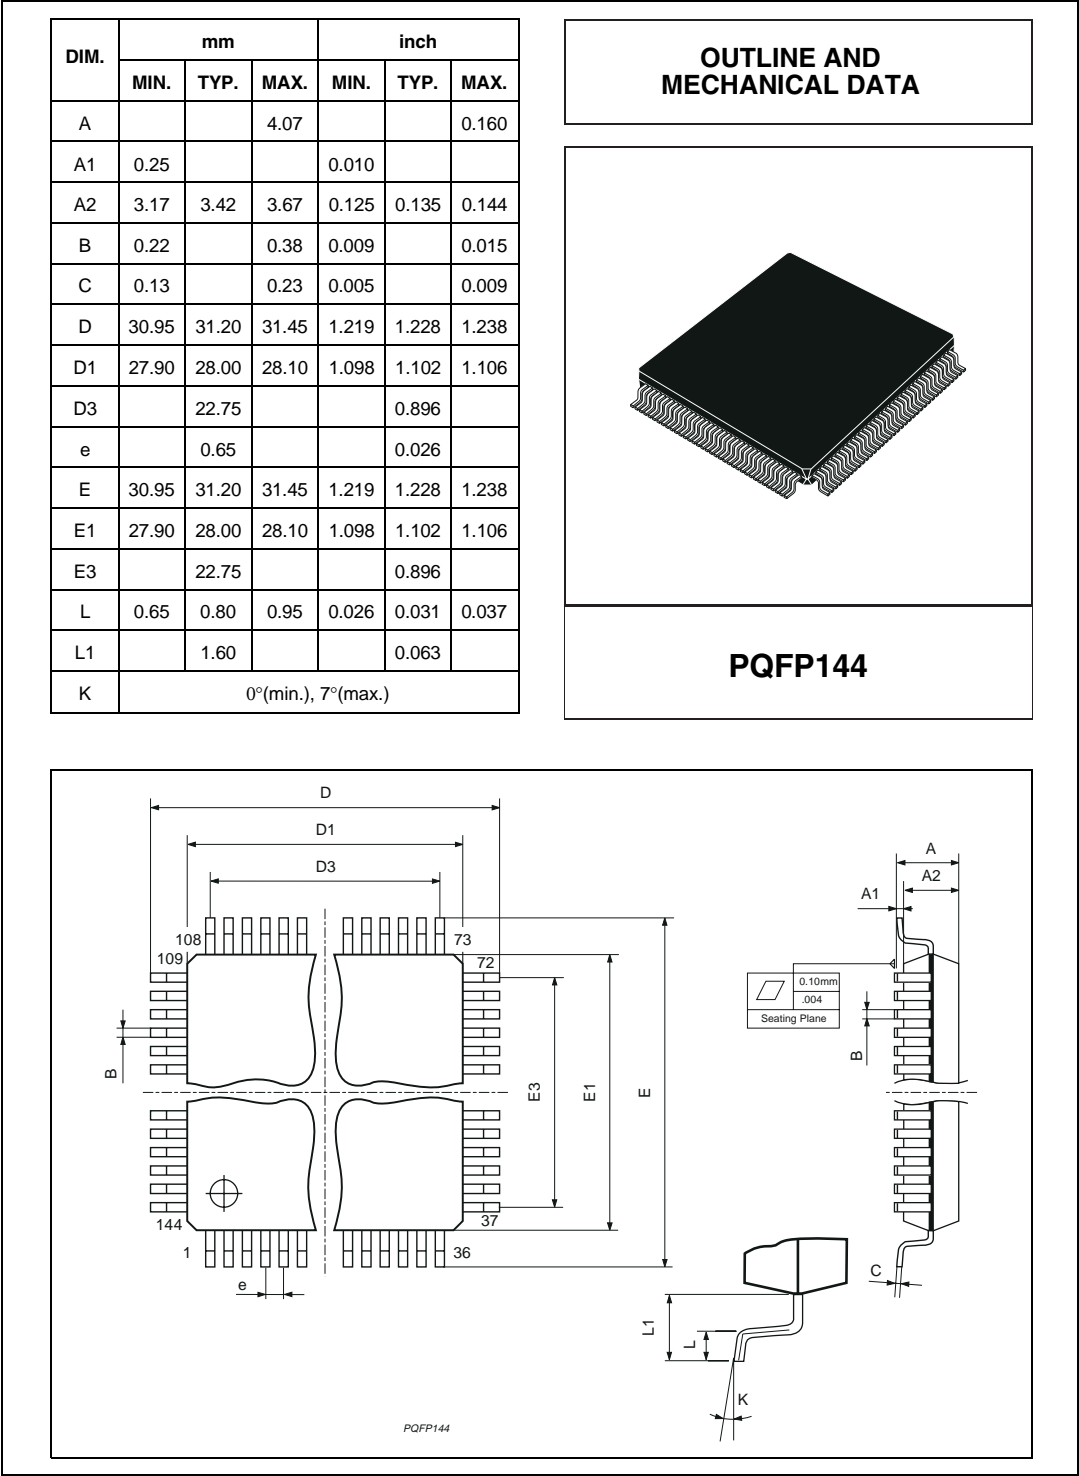 DIM. mm inch
MIN. TYP. MAX. MIN. TYP. MAX.
A 4.07 0.160
A1 0.25 0.010
A2 3.17 3.42 3.67 0.125 0.135 0.144
B 0.22 0.38 0.009 0.015
C 0.13 0.23 0.005 0.009
D 30.95 31.20 31.45 1.219 1.228 1.238
D1 27.90 28.00 28.10 1.098 1.102 1.106
D3 22.75 0.896
e 0.65 0.026
E 30.95 31.20 31.45 1.219 1.228 1.238
E1 27.90 28.00 28.10 1.098 1.102 1.106
E3 22.75 0.896
L 0.65 0.80 0.95 0.026 0.031 0.037
L1 1.60 0.063
K 0°(min.), 7°(max.)
OUTLINE AND
MECHANICAL DATA
PQFP144
D
D1
D3
108
73
109
72
B
E3
E1
E
144
37
1
36
e
PQFP144
A
A2
A1
0.10mm
.004
Seating Plane
B
C
L1
L
K